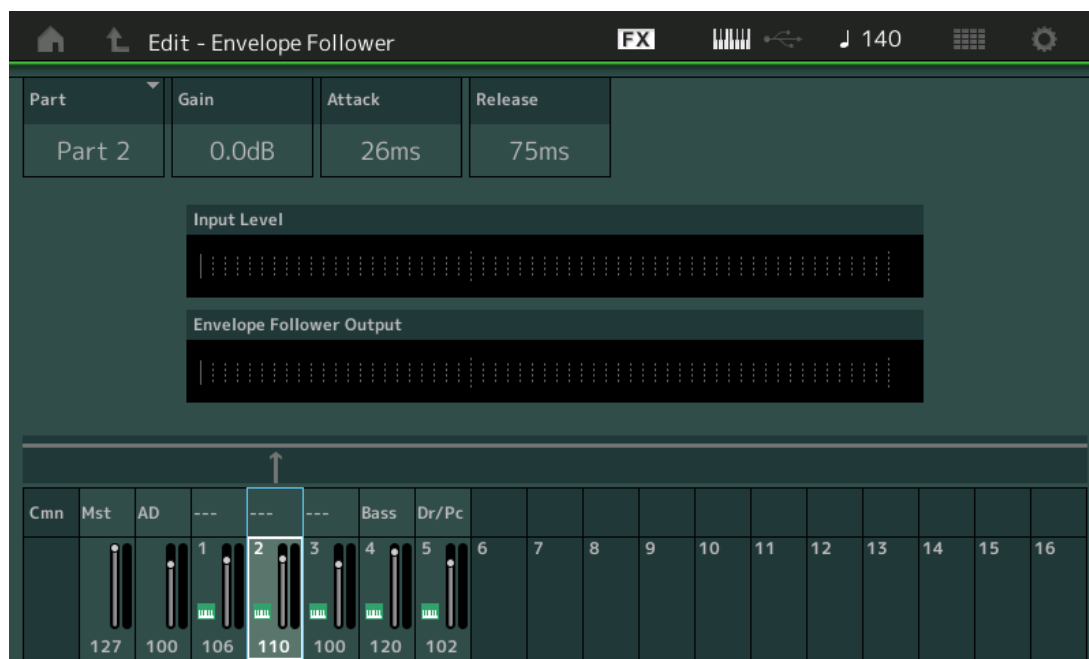 Edit - Envelope Follower FX 140
Part Gain Attack Release
Part 2 0.0dB 26ms 75ms
Input Level
Envelope Follower Output
Cmn Mst AD --- --- --- Bass Dr/Pc
1 2 3 4 5 6 7 8 9 10 11 12 13 14 15 16
127 100 106 110 100 120 102